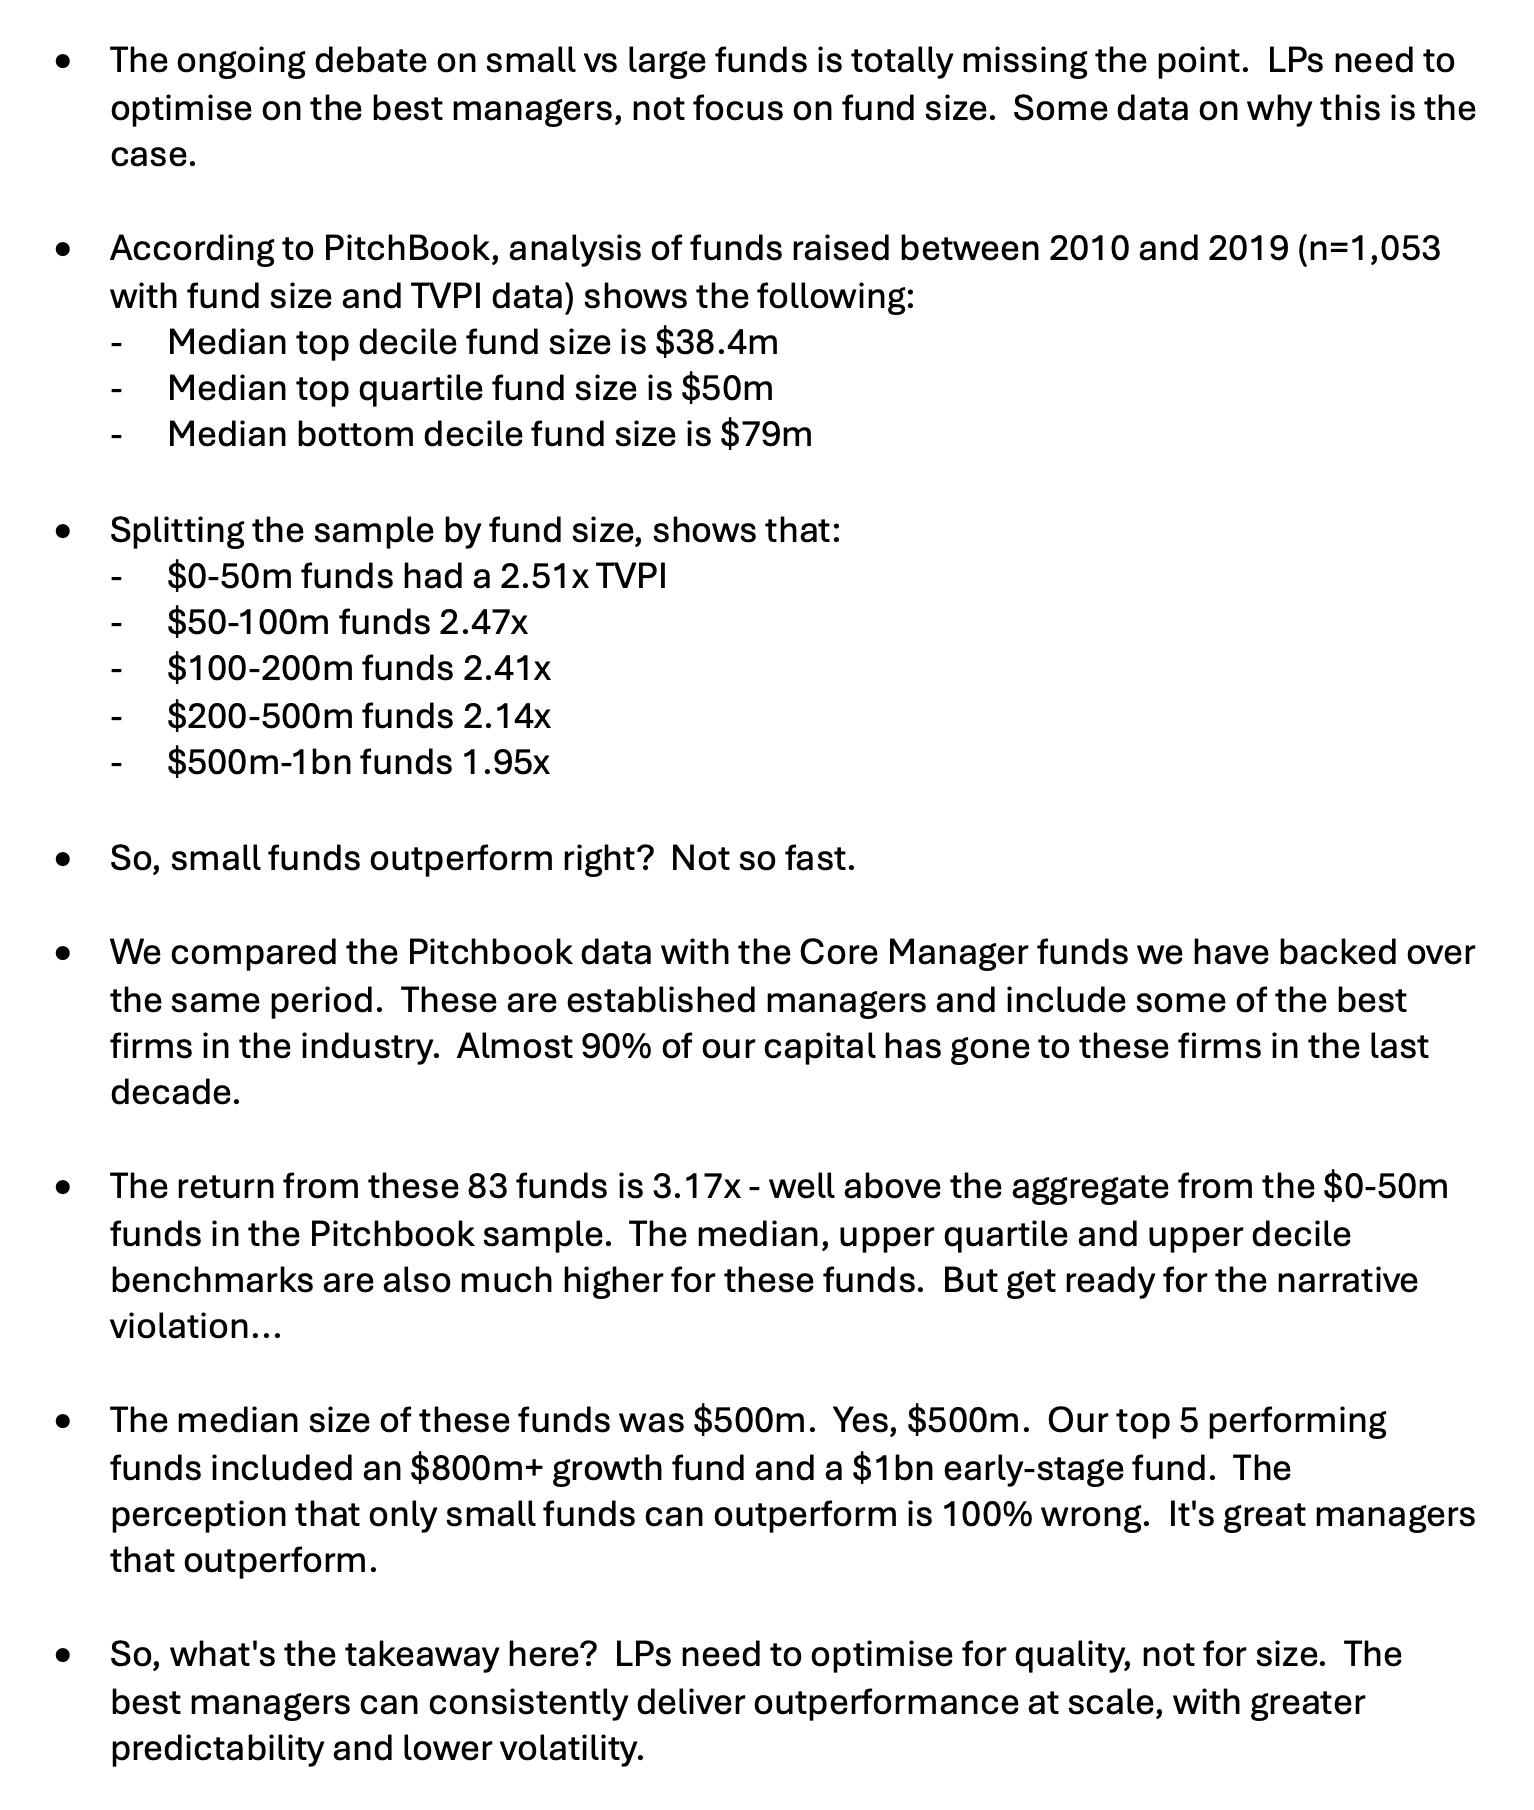 • The ongoing debate on small vs large funds is totally missing the point.  LPs need to
optimise on the best managers, not focus on fund size.  Some data on why this is the
case.
• According to PitchBook, analysis of funds raised between 2010 and 2019 (n=1,053
with fund size and TVPI data) shows the following:
- Median top decile fund size is $38.4m
- Median top quartile fund size is $50m
- Median bottom decile fund size is $79m
• Splitting the sample by fund size, shows that:
- $0-50m funds had a 2.51x TVPI
- $50-100m funds 2.47x
- $100-200m funds 2.41x
- $200-500m funds 2.14x
- $500m-1bn funds 1.95x
• So, small funds outperform right?  Not so fast.
• We compared the Pitchbook data with the Core Manager funds we have backed over
the same period.  These are established managers and include some of the best
firms in the industry.  Almost 90% of our capital has gone to these firms in the last
decade.
• The return from these 83 funds is 3.17x - well above the aggregate from the $0-50m
funds in the Pitchbook sample.  The median, upper quartile and upper decile
benchmarks are also much higher for these funds.  But get ready for the narrative
violation...
• The median size of these funds was $500m.  Yes, $500m.  Our top 5 performing
funds included an $800m+ growth fund and a $1bn early-stage fund.  The
perception that only small funds can outperform is 100% wrong.  It's great managers
that outperform.
• So, what's the takeaway here?  LPs need to optimise for quality, not for size.  The
best managers can consistently deliver outperformance at scale, with greater
predictability and lower volatility.